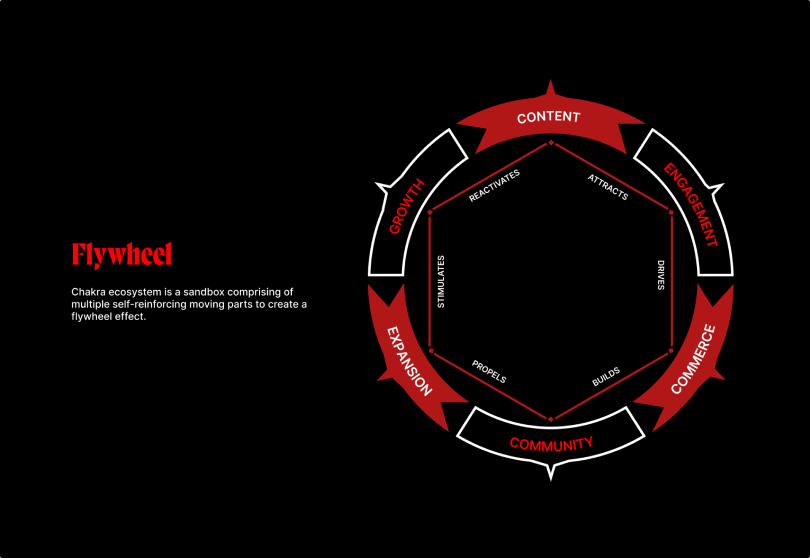 Flywheel
Chakra ecosystem is a sandbox comprising of
multiple self-reinforcing moving parts to create a
flywheel effect.
CONTENT
ATTRACTS
ENGAGEMENT
DRIVES
COMMERCE
BUILDS
COMMUNITY
PROPELS
EXPANSION
STIMULATES
GROWTH
REACTIVATES